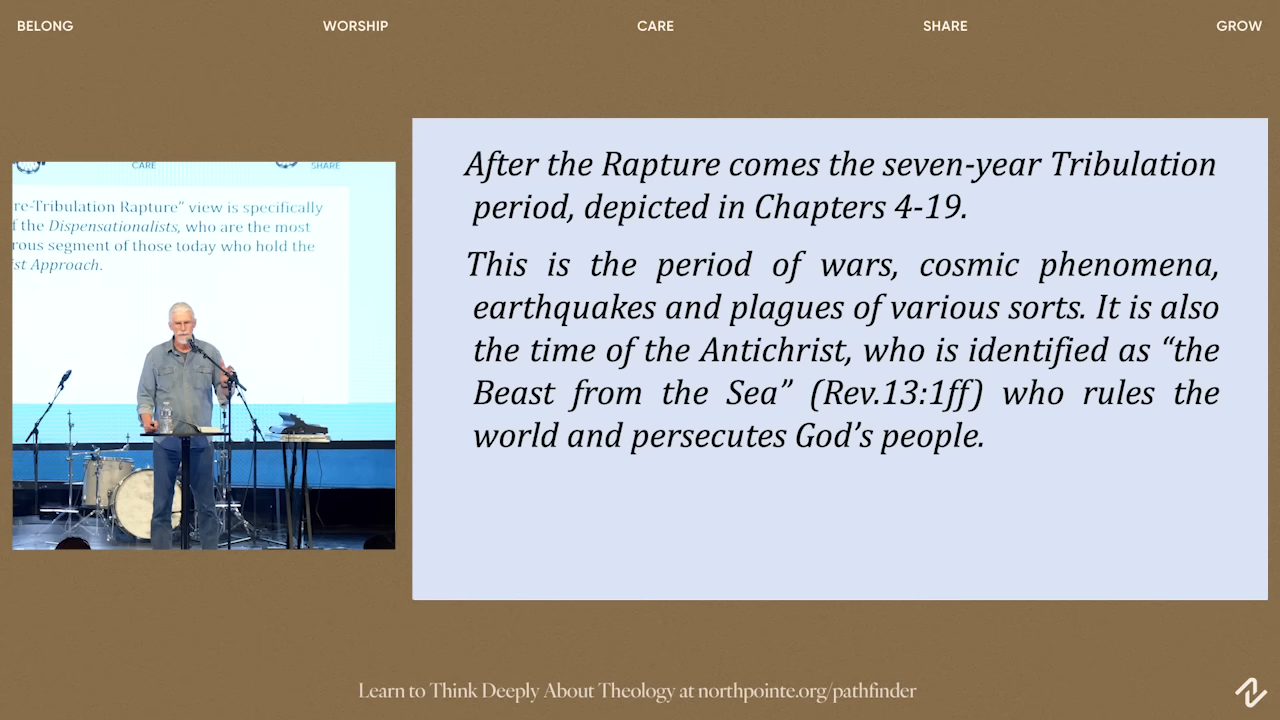 BELONG WORSHIP CARE SHARE GROW
CARE SHARE
Tribulation Rapture” view is specifically
the Dispensationalists, who are the most
segment of those today who hold the
Approach.
After the Rapture comes the seven-year Tribulation
period, depicted in Chapters 4-19.
This is the period of wars, cosmic phenomena,
earthquakes and plagues of various sorts. It is also
the time of the Antichrist, who is identified as “the
Beast from the Sea” (Rev.13:1ff) who rules the
world and persecutes God’s people.
Learn to Think Deeply About Theology at northpointe.org/pathfinder